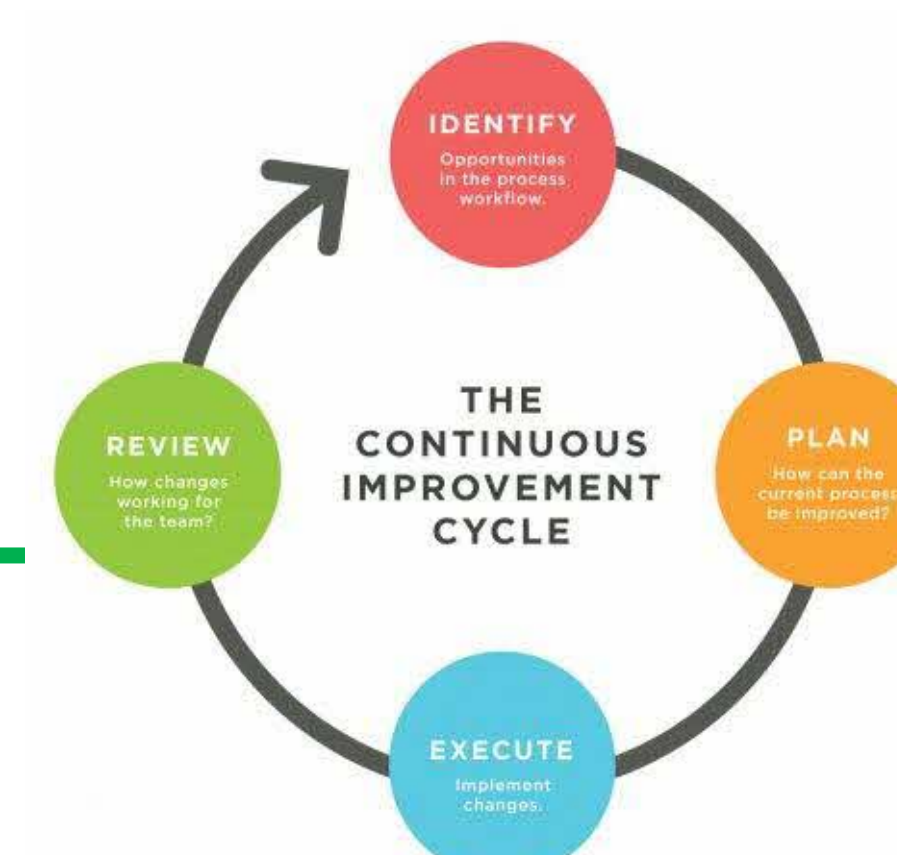 IDENTIFY
Opportunities
in the process
workflow.
PLAN
How can the
current process
be improved?
EXECUTE
Implement
changes.
REVIEW
How changes
working for
the team?
THE
CONTINUOUS
IMPROVEMENT
CYCLE